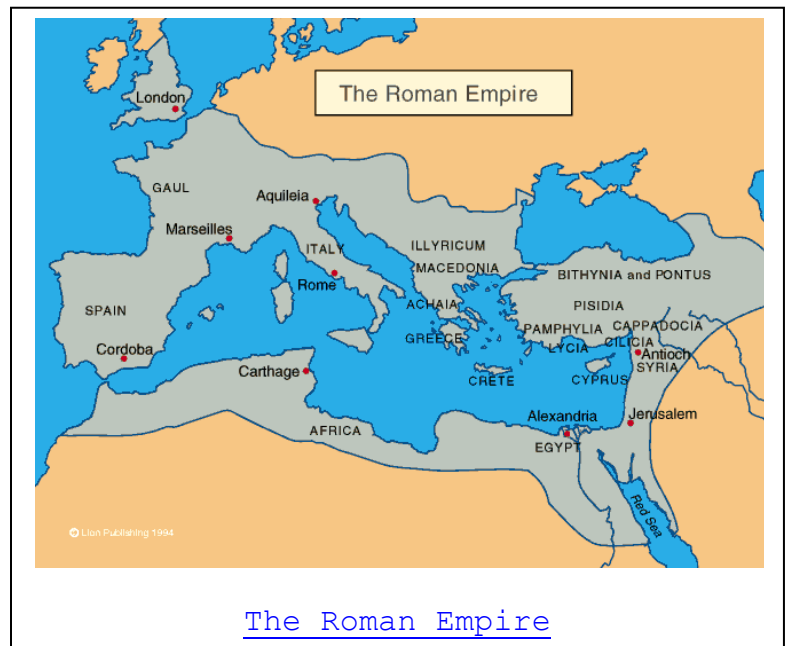 The Roman Empire
London
GAUL
Aquileia
Marseilles
ITALY
ILLYRICUM
MACEDONIA
BITHYNIA and PONTUS
Rome
SPAIN
ACHAIA
PISIDIA
GREECE
PAMPHYLIA
CAPPADOCIA
CILICIA
LYCIA
Antioch
Cordoba
SYRIA
Carthage
CRETE
CYPRUS
Alexandria
Jerusalem
AFRICA
EGYPT
Red Sea
© Lion Publishing 1994
The Roman Empire